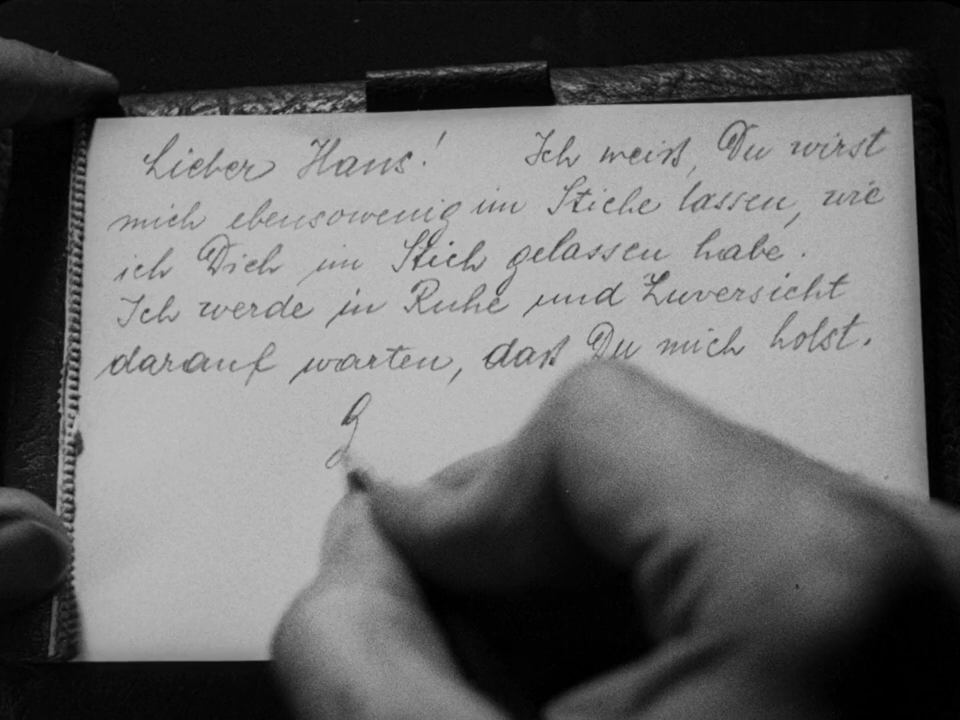 Lieber Hans! Ich weiß, Du wirst
mich ebensowenig im Stiche lassen, wie
ich Dich im Stich gelassen habe.
Ich werde in Ruhe und Zuversicht
darauf warten, daß Du mich holst.
G